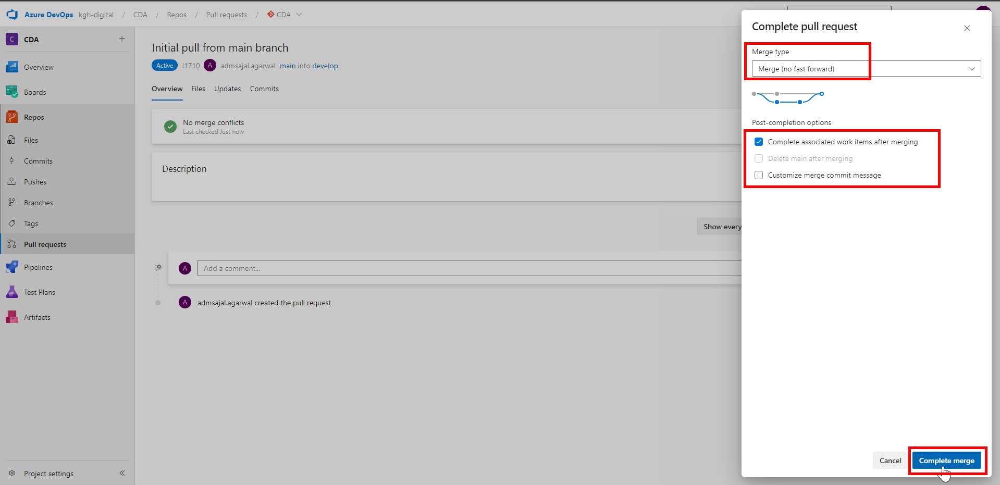 Azure DevOps kgh-digital / CDA / Repos / Pull requests / CDA
C CDA +
Overview
Boards
Repos
Files
Commits
Pushes
Branches
Tags
Pull requests
Pipelines
Test Plans
Artifacts
Project settings
Initial pull from main branch
Active !1710 A admsajal.agarwal main into develop
Overview Files Updates Commits
No merge conflicts
Last checked Just now
Description
Show every
A Add a comment...
A admsajal.agarwal created the pull request
Complete pull request
Merge type
Merge (no fast forward)
Post-completion options
Complete associated work items after merging
Delete main after merging
Customize merge commit message
Cancel Complete merge